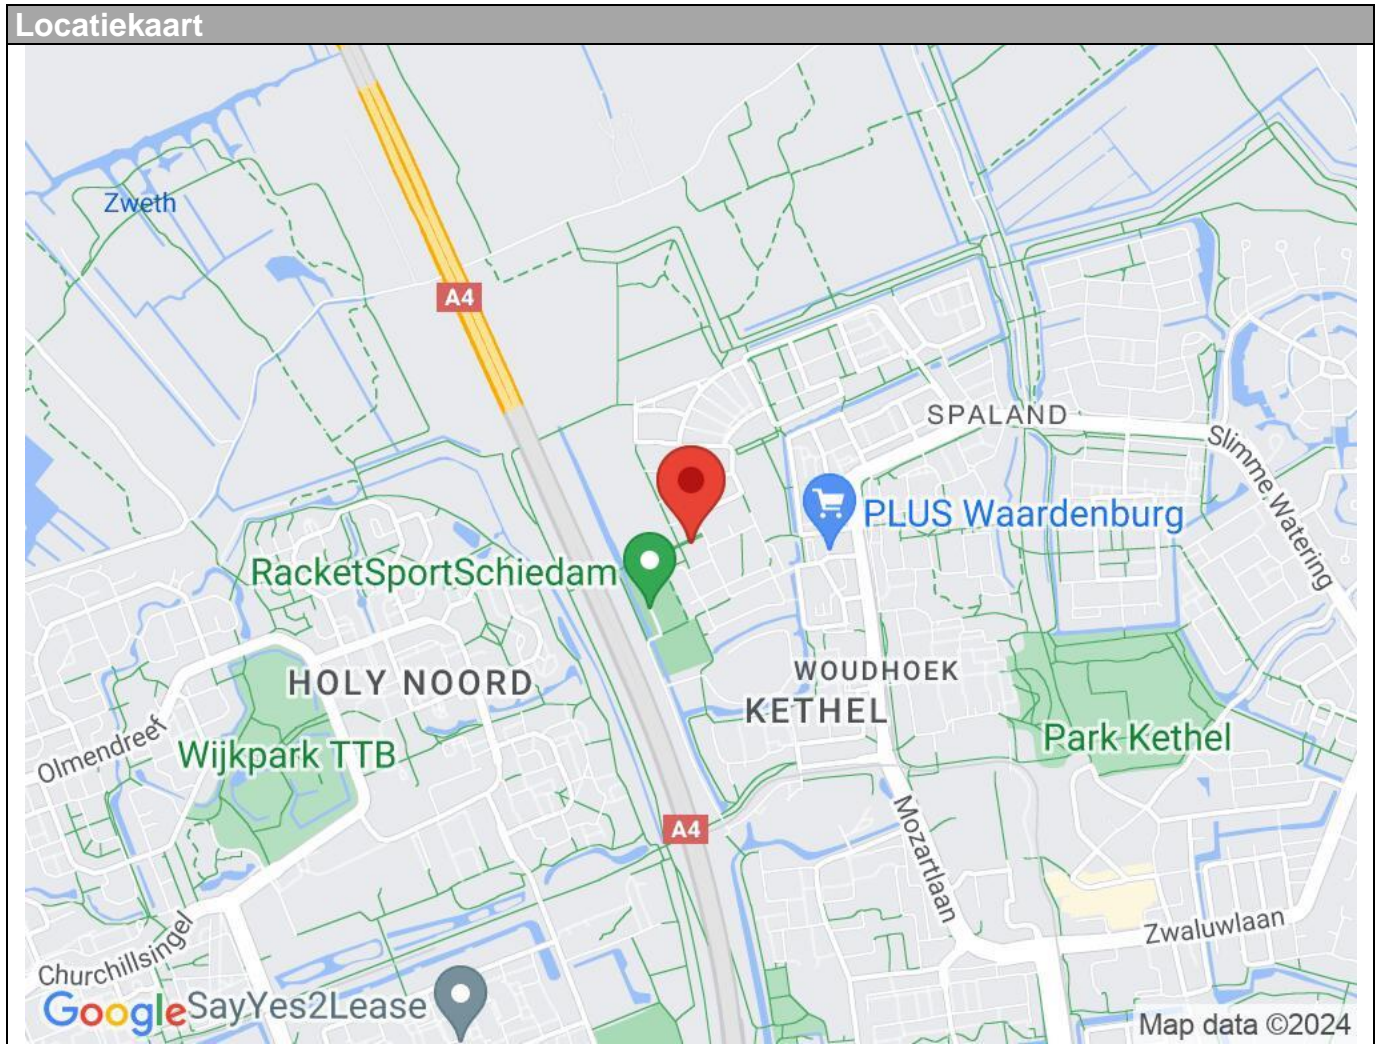 Locatiekaart
Zweth
A4
SPALAND
Slimme Watering
PLUS Waardenburg
RacketSportSchiedam
HOLY NOORD
WOUDHOEK
KETHEL
Olmendreef
Wijkpark TTB
Park Kethel
A4
Mozartlaan
Zwaluwlaan
Churchillsingel
Google
SayYes2Lease
Map data ©2024